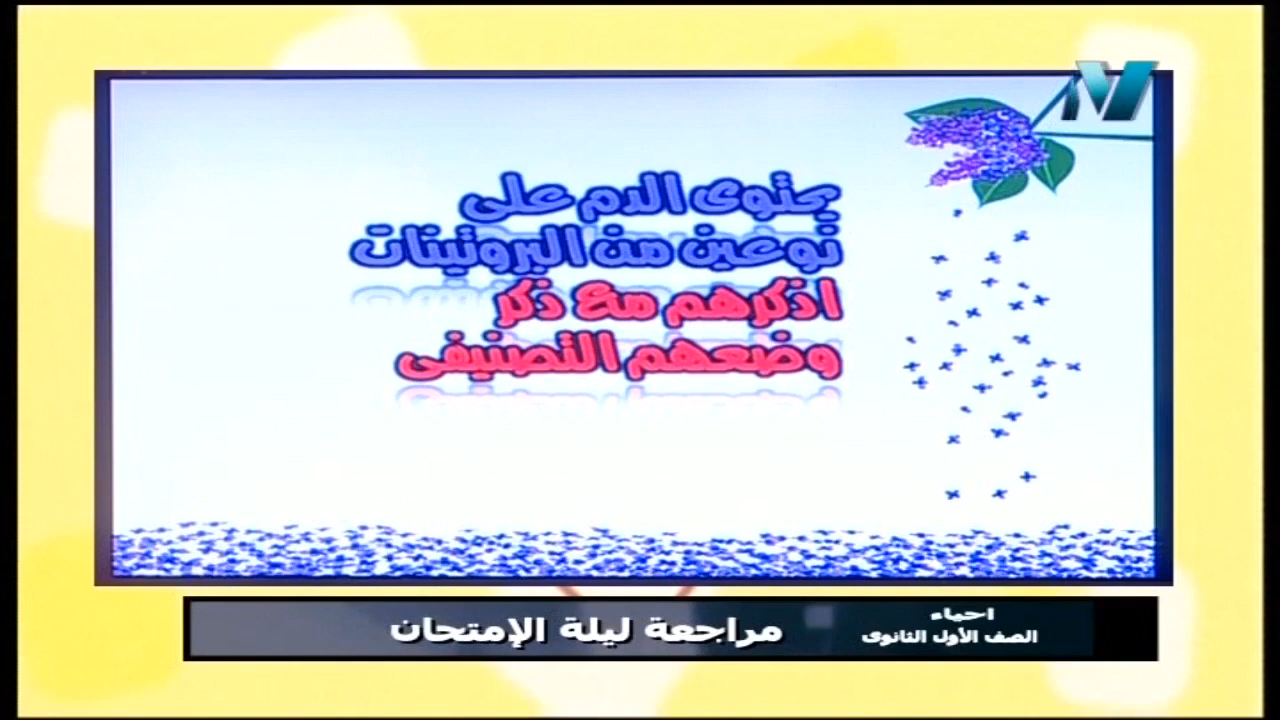 يحتوى الدم على
نوعين من البروتينات
اذكرهم مع ذكر
وضعهم التصنيفى
احياء
الصف الأول الثانوى
مراجعة ليلة الإمتحان